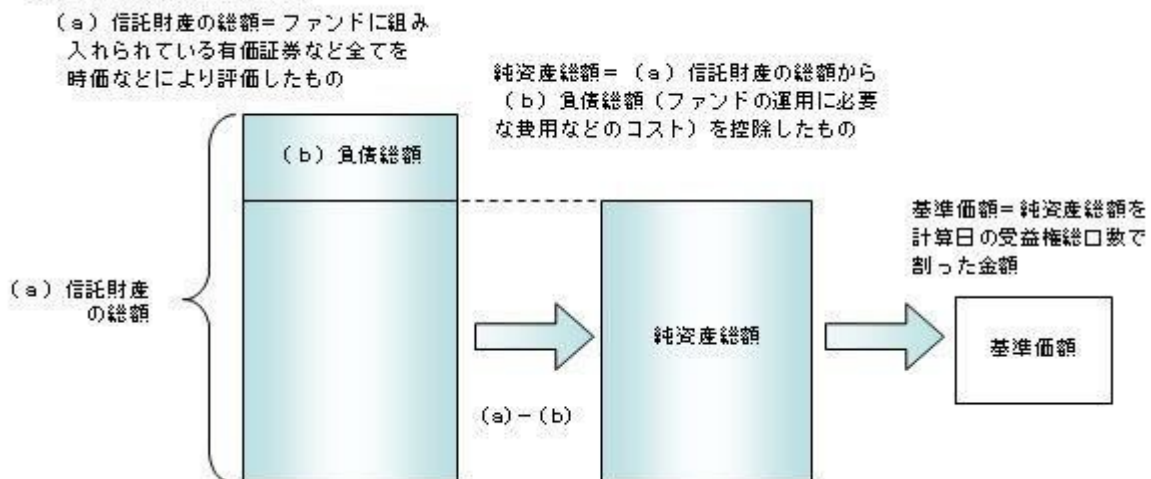 (a)信託財産の総額=ファンドに組み
入れられている有価証券など全てを
時価などにより評価したもの
純資産総額=(a)信託財産の総額から
(b)負債総額(ファンドの運用に必要
な費用などのコスト)を控除したもの
(b)負債総額
基準価額=純資産総額を
計算日の受益権総口数で
割った金額
(a)信託財産
の総額
純資産総額
基準価額
(a)-(b)